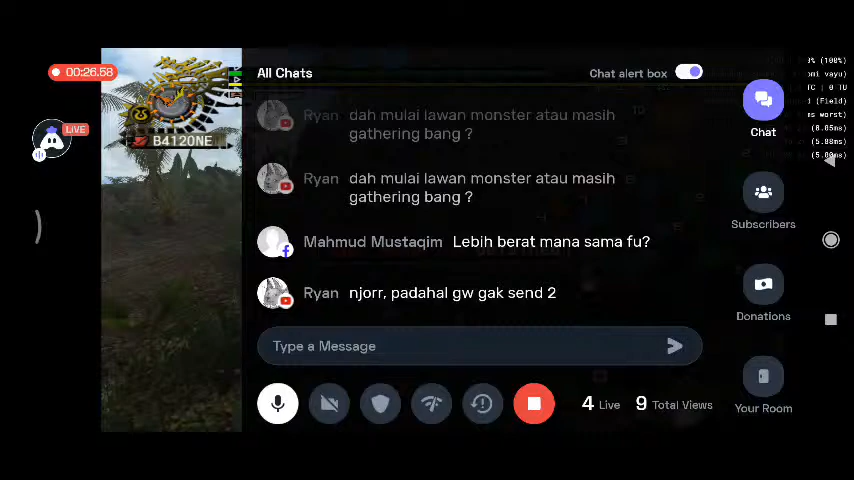 00:26.58
LIVE
B4120NE
All Chats
Chat alert box
Ryan dah mulai lawan monster atau masih
gathering bang ?
Ryan dah mulai lawan monster atau masih
gathering bang ?
Mahmud Mustaqim Lebih berat mana sama fu?
Ryan njorr, padahal gw gak send 2
Type a Message
4 Live 9 Total Views
Chat
Subscribers
Donations
Your Room
(Field)